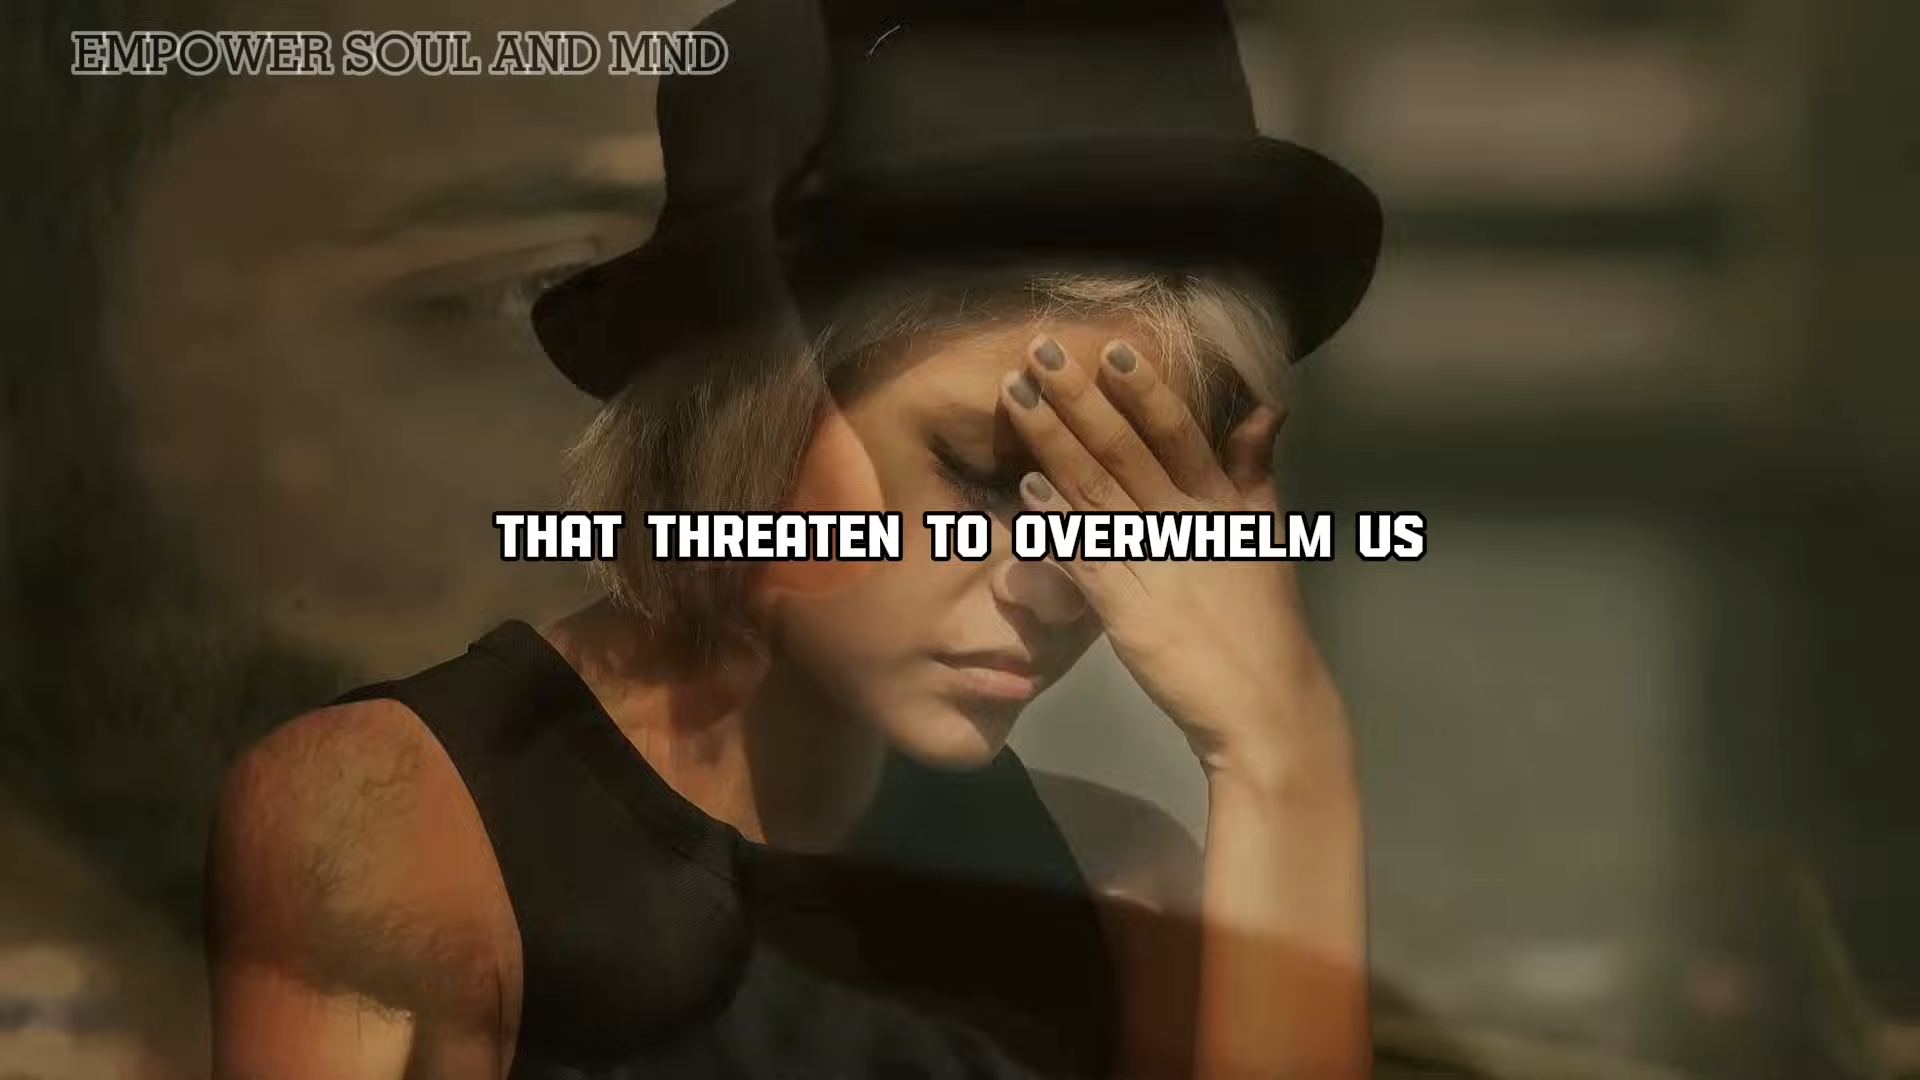 EMPOWER SOUL AND MND
THAT THREATEN TO OVERWHELM US